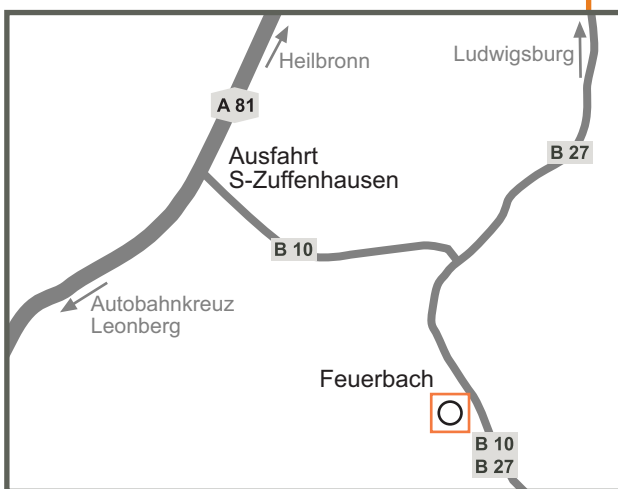 Heilbronn
Ludwigsburg
A 81
B 27
Ausfahrt
S-Zuffenhausen
B 10
Autobahnkreuz
Leonberg
Feuerbach
B 10
B 27